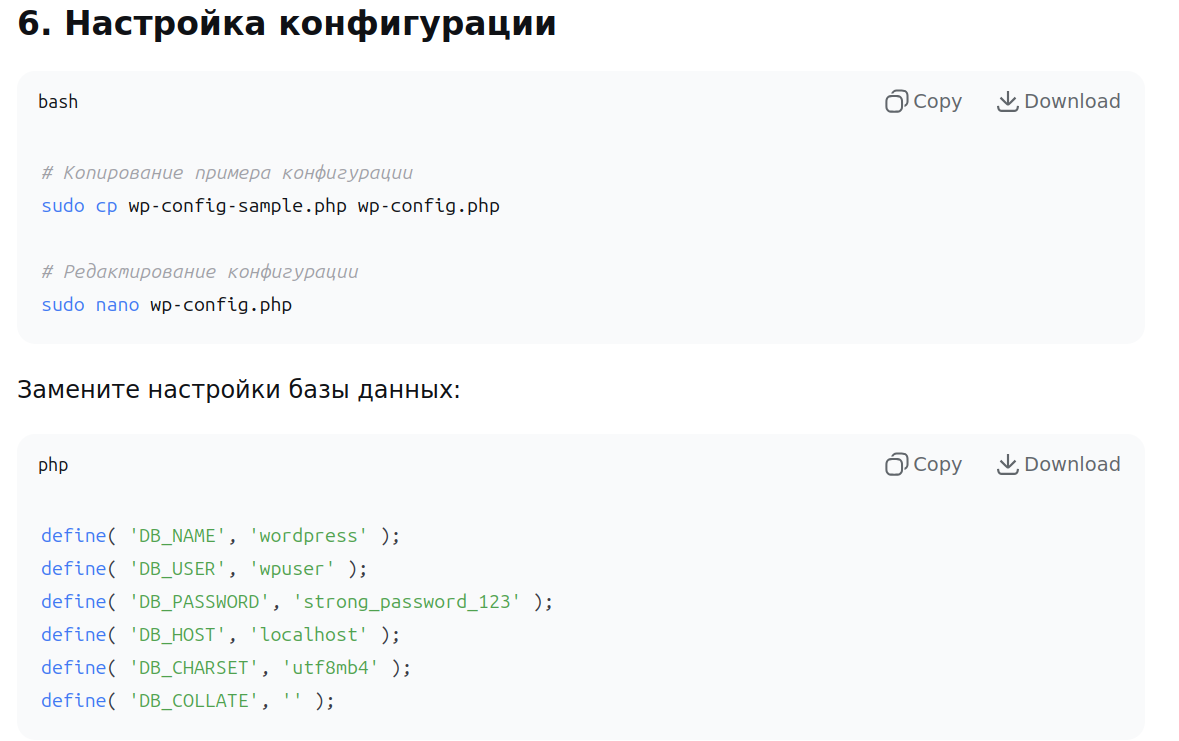 6. Настройка конфигурации
bash
Copy
Download
# Копирование примера конфигурации
sudo cp wp-config-sample.php wp-config.php
# Редактирование конфигурации
sudo nano wp-config.php
Замените настройки базы данных:
php
Copy
Download
define( 'DB_NAME', 'wordpress' );
define( 'DB_USER', 'wpuser' );
define( 'DB_PASSWORD', 'strong_password_123' );
define( 'DB_HOST', 'localhost' );
define( 'DB_CHARSET', 'utf8mb4' );
define( 'DB_COLLATE', '' );